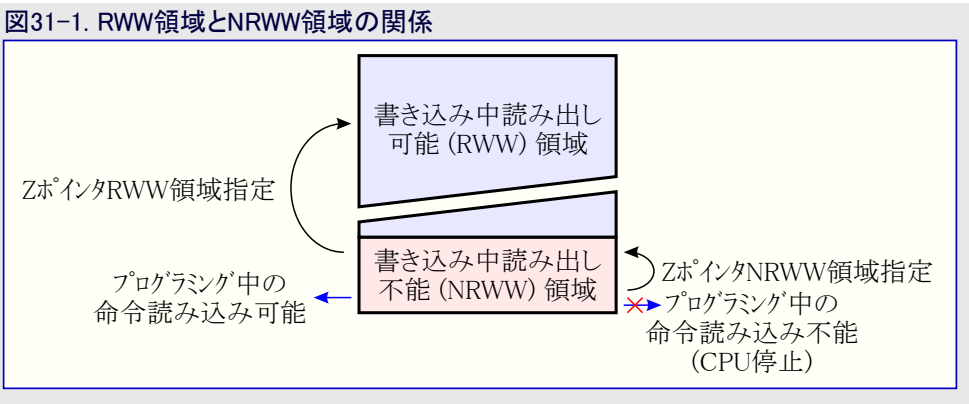 図31-1. RWW領域とNRWW領域の関係
書き込み中読み出し
可能 (RWW) 領域
ZﾎﾟインタRWW領域指定
書き込み中読み出し
不能 (NRWW) 領域
ﾌﾟﾛｸﾞﾗﾐﾝｸﾞ中の
命令読み込み可能
ZﾎﾟｲﾝﾀNRWW領域指定
ﾌﾟﾛｸﾞﾗﾐﾝｸﾞ中の
命令読み込み不能
(CPU停止)